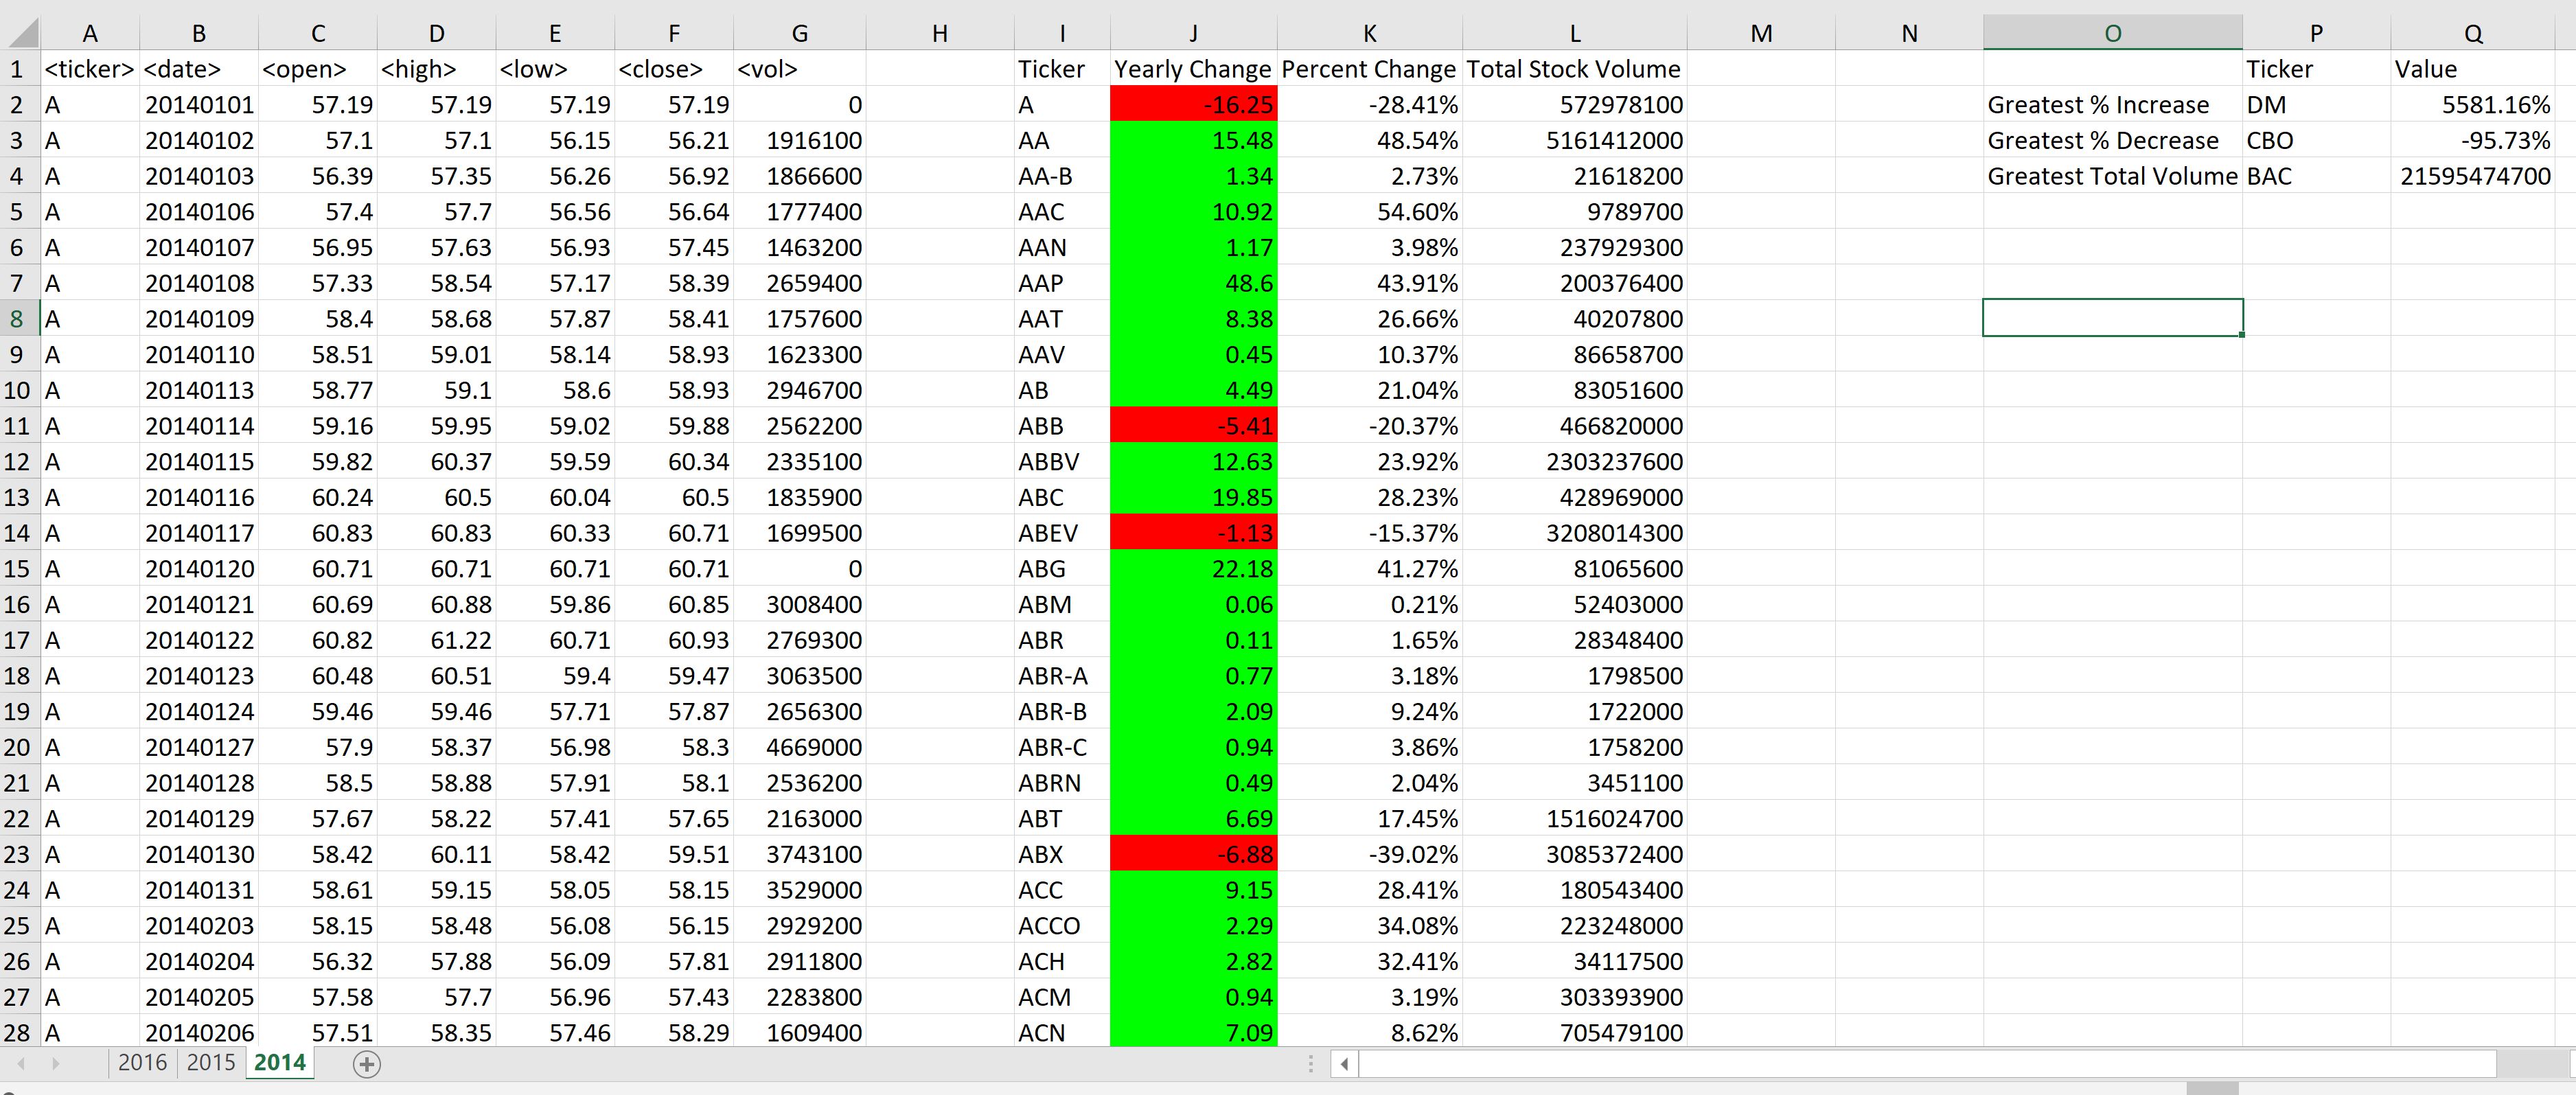 A B C D E F G H I J K L M N O P Q
1 <ticker> <date> <open> <high> <low> <close> <vol> Ticker Yearly Change Percent Change Total Stock Volume Ticker Value
2 A 20140101 57.19 57.19 57.19 57.19 0 A -16.25 -28.41% 572978100 Greatest % Increase DM 5581.16%
3 A 20140102 57.1 57.1 56.15 56.21 1916100 AA 15.48 48.54% 5161412000 Greatest % Decrease CBO -95.73%
4 A 20140103 56.39 57.35 56.26 56.92 1866600 AA-B 1.34 2.73% 21618200 Greatest Total Volume BAC 21595474700
5 A 20140106 57.4 57.7 56.56 56.64 1777400 AAC 10.92 54.60% 9789700
6 A 20140107 56.95 57.63 56.93 57.45 1463200 AAN 1.17 3.98% 237929300
7 A 20140108 57.33 58.54 57.17 58.39 2659400 AAP 48.6 43.91% 200376400
8 A 20140109 58.4 58.68 57.87 58.41 1757600 AAT 8.38 26.66% 40207800
9 A 20140110 58.51 59.01 58.14 58.93 1623300 AAV 0.45 10.37% 86658700
10 A 20140113 58.77 59.1 58.6 58.93 2946700 AB 4.49 21.04% 83051600
11 A 20140114 59.16 59.95 59.02 59.88 2562200 ABB -5.41 -20.37% 466820000
12 A 20140115 59.82 60.37 59.59 60.34 2335100 ABBV 12.63 23.92% 2303237600
13 A 20140116 60.24 60.5 60.04 60.5 1835900 ABC 19.85 28.23% 428969000
14 A 20140117 60.83 60.83 60.33 60.71 1699500 ABEV -1.13 -15.37% 3208014300
15 A 20140120 60.71 60.71 60.71 60.71 0 ABG 22.18 41.27% 81065600
16 A 20140121 60.69 60.88 59.86 60.85 3008400 ABM 0.06 0.21% 52403000
17 A 20140122 60.82 61.22 60.71 60.93 2769300 ABR 0.11 1.65% 28348400
18 A 20140123 60.48 60.51 59.4 59.47 3063500 ABR-A 0.77 3.18% 1798500
19 A 20140124 59.46 59.46 57.71 57.87 2656300 ABR-B 2.09 9.24% 1722000
20 A 20140127 57.9 58.37 56.98 58.3 4669000 ABR-C 0.94 3.86% 1758200
21 A 20140128 58.5 58.88 57.91 58.1 2536200 ABRN 0.49 2.04% 3451100
22 A 20140129 57.67 58.22 57.41 57.65 2163000 ABT 6.69 17.45% 1516024700
23 A 20140130 58.42 60.11 58.42 59.51 3743100 ABX -6.88 -39.02% 3085372400
24 A 20140131 58.61 59.15 58.05 58.15 3529000 ACC 9.15 28.41% 180543400
25 A 20140203 58.15 58.48 56.08 56.15 2929200 ACCO 2.29 34.08% 223248000
26 A 20140204 56.32 57.88 56.09 57.81 2911800 ACH 2.82 32.41% 34117500
27 A 20140205 57.58 57.7 56.96 57.43 2283800 ACM 0.94 3.19% 303393900
28 A 20140206 57.51 58.35 57.46 58.29 1609400 ACN 7.09 8.62% 705479100
2016 2015 2014